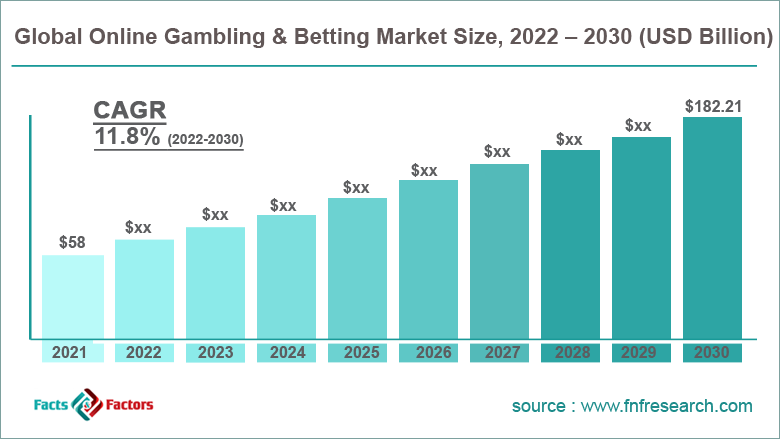 Global Online Gambling & Betting Market Size, 2022 – 2030 (USD Billion)
CAGR
11.8% (2022-2030)
$58
$xx
$xx
$xx
$xx
$xx
$xx
$xx
$xx
$182.21
2021 2022 2023 2024 2025 2026 2027 2028 2029 2030
Facts & Factors
source : www.fnfresearch.com